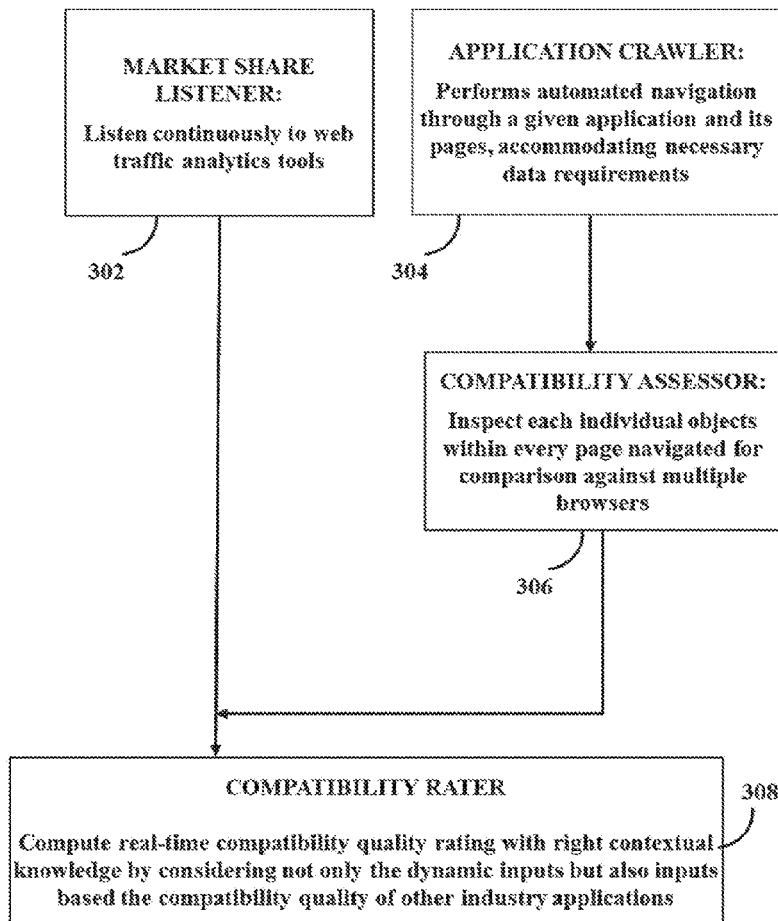 MARKET SHARE
LISTENER:
Listen continuously to web
traffic analytics tools
302
APPLICATION CRAWLER:
Performs automated navigation
through a given application and its
pages, accommodating necessary
data requirements
304
COMPATIBILITY ASSESSOR:
Inspect each individual objects
within every page navigated for
comparison against multiple
browsers
306
COMPATIBILITY RATER
308
Compute real-time compatibility quality rating with right contextual
knowledge by considering not only the dynamic inputs but also inputs
based the compatibility quality of other industry applications